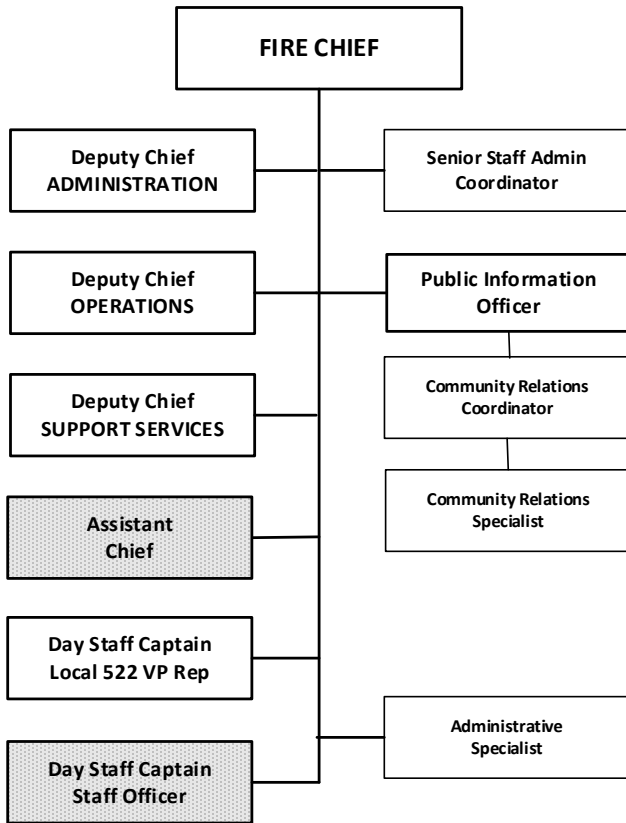 FIRE CHIEF
Deputy Chief
ADMINISTRATION
Senior Staff Admin
Coordinator
Deputy Chief
OPERATIONS
Public Information
Officer
Deputy Chief
SUPPORT SERVICES
Community Relations
Coordinator
Assistant
Chief
Community Relations
Specialist
Day Staff Captain
Local 522 VP Rep
Day Staff Captain
Staff Officer
Administrative
Specialist